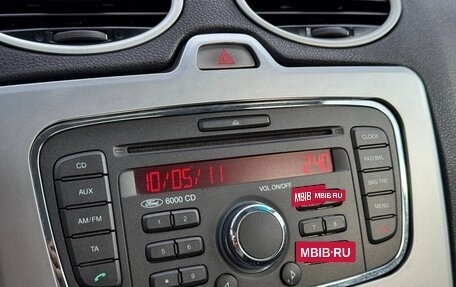 CD
AUX
AM/FM
TA
10/05/11 240
Ford 6000 CD
VOL ON/OFF
1 2
4 5
7 8
MBIB MBIB RU
MBIB·RU
CLOCK
FAD BAL
BAS·TRE
MENU